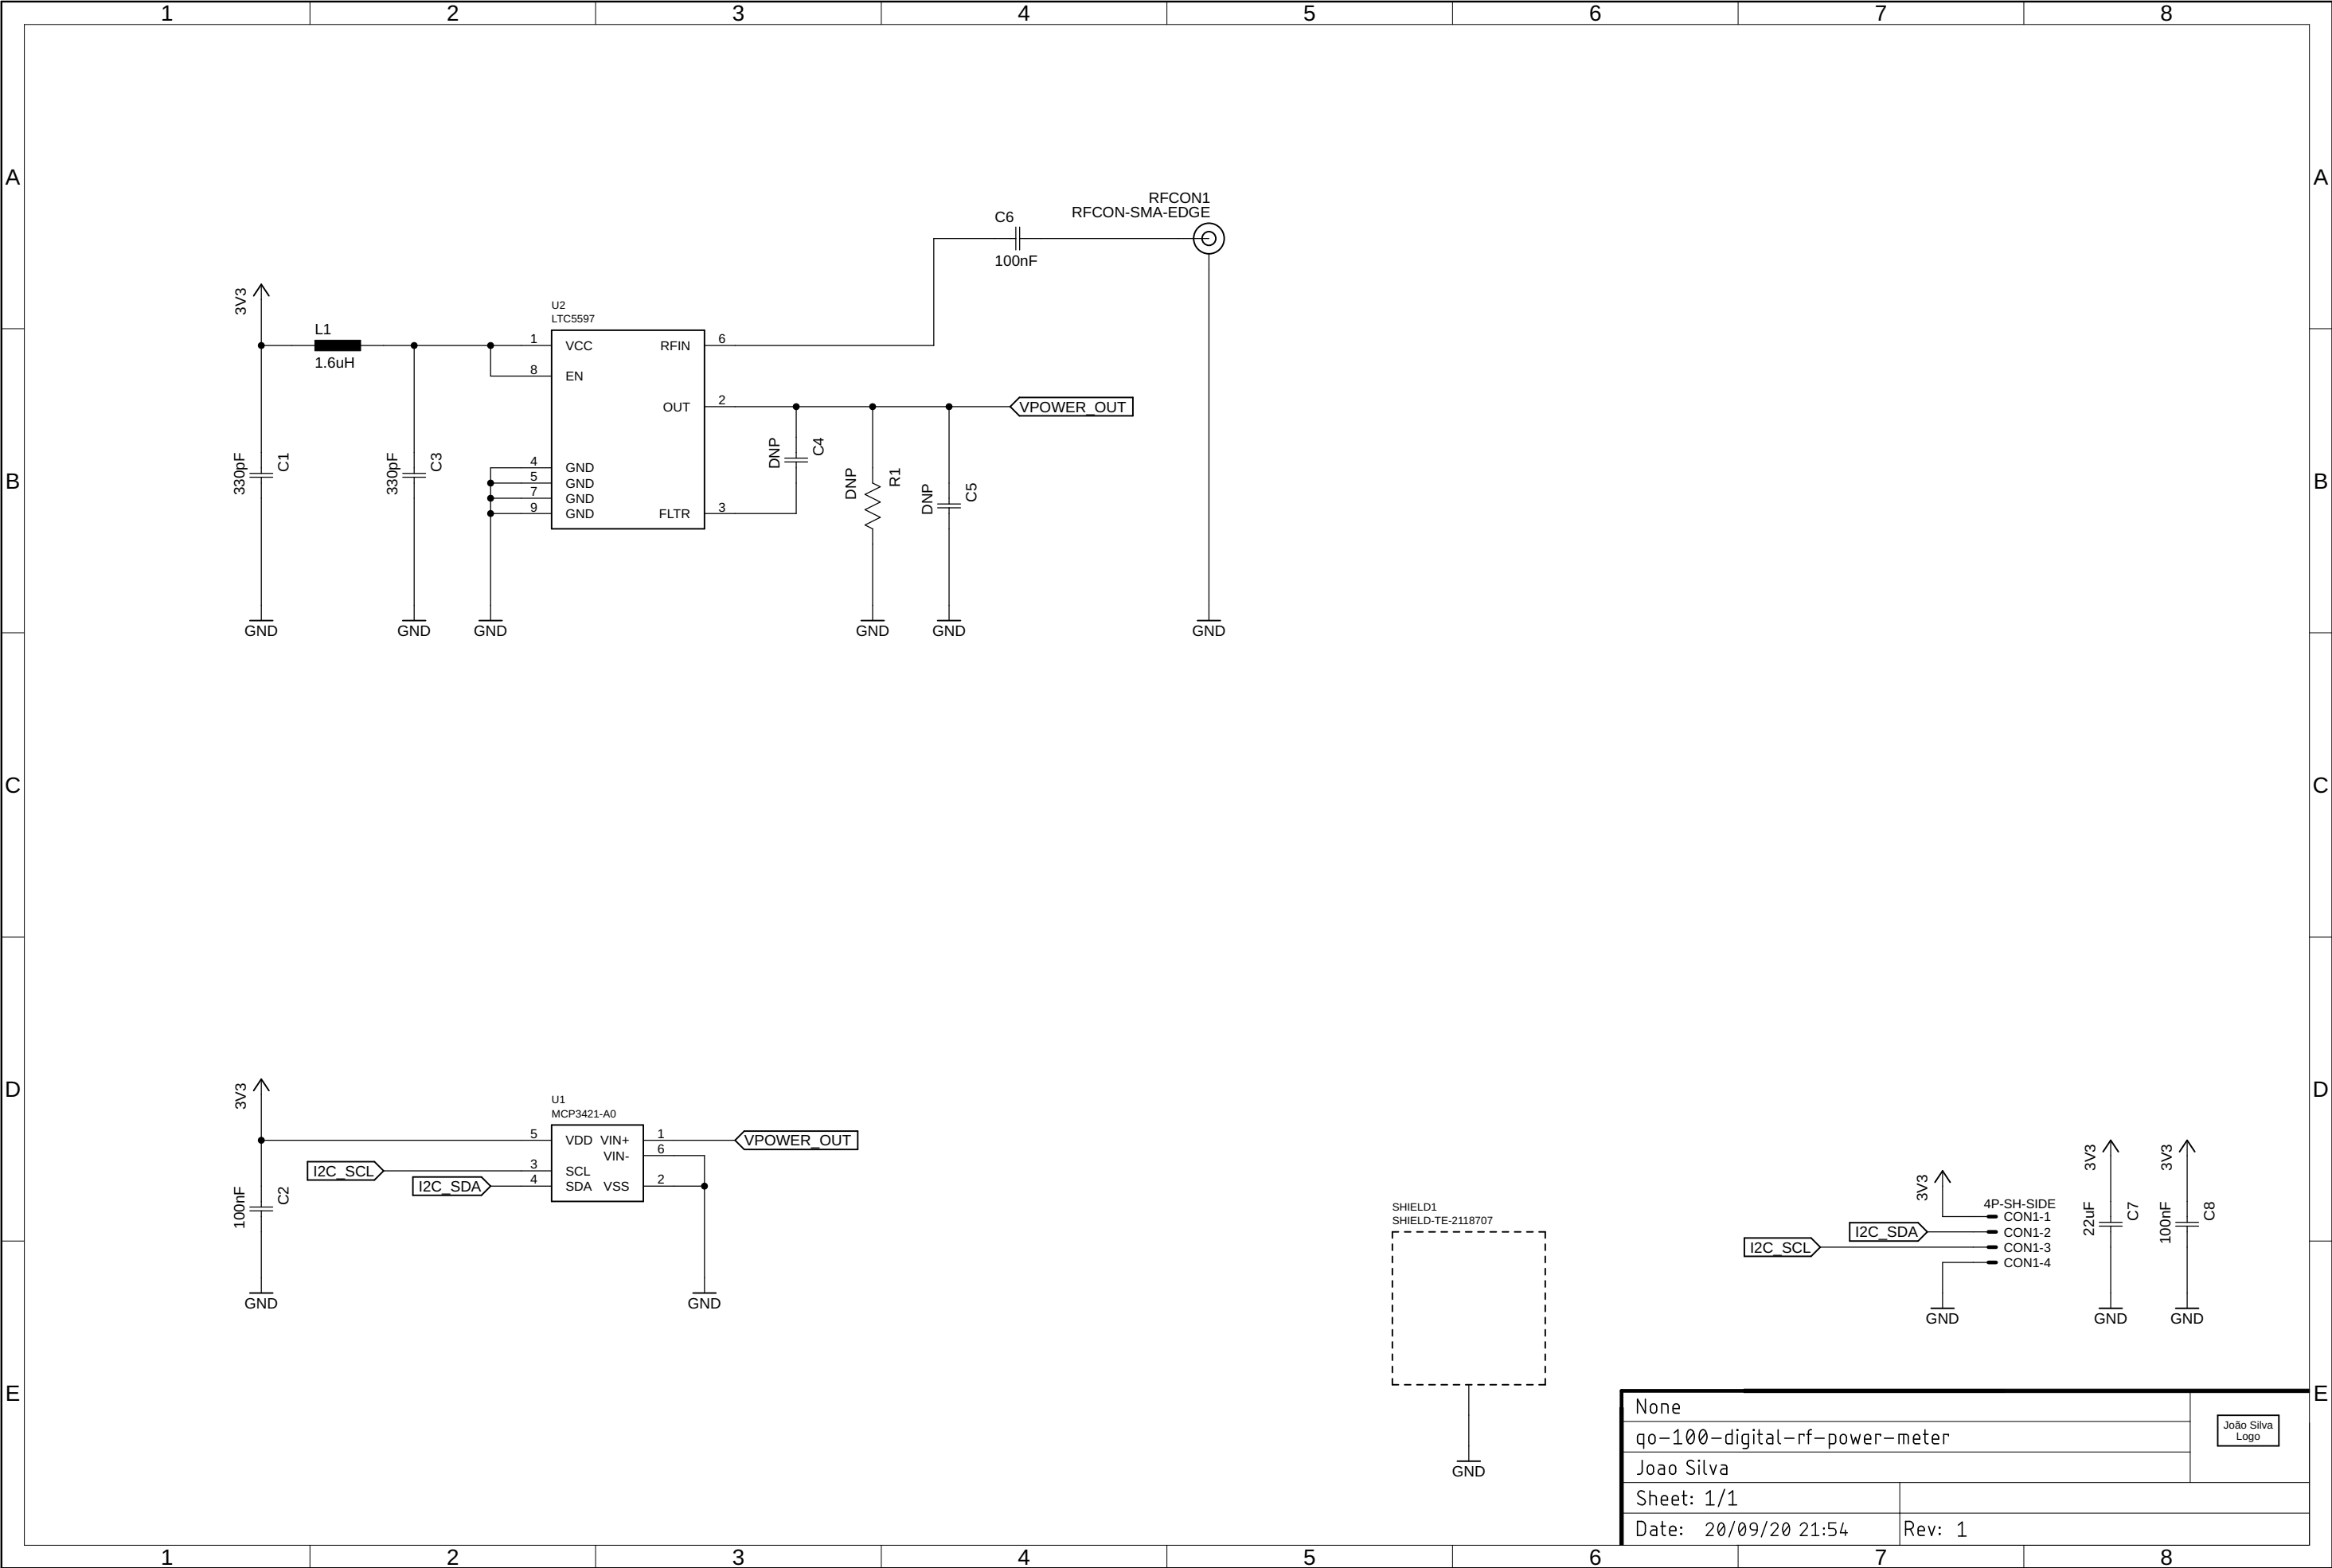 1 2 3 4 5 6 7 8
A A
RFCON1
RFCON-SMA-EDGE
C6
100nF
3V3
U2
LTC5597
L1
1.6uH
1 VCC RFIN 6
8 EN
OUT 2
VPOWER_OUT
4 GND
5 GND
7 GND
9 GND FLTR 3
330pF C1
330pF C3
DNP C4
DNP R1
DNP C5
B B
GND GND GND GND GND GND
C C
D D
3V3
U1
MCP3421-A0
5 VDD VIN+ 1
VPOWER_OUT
VIN- 6
I2C_SCL 3 SCL
I2C_SDA 4 SDA VSS 2
100nF C2
GND GND
SHIELD1
SHIELD-TE-2118707
GND
3V3
4P-SH-SIDE
CON1-1
I2C_SDA CON1-2
I2C_SCL CON1-3
CON1-4
GND
3V3
22uF C7
GND
3V3
100nF C8
GND
E E
None
qo-100-digital-rf-power-meter
Joao Silva
João Silva
Logo
Sheet: 1/1
Date: 20/09/20 21:54 Rev: 1
1 2 3 4 5 6 7 8